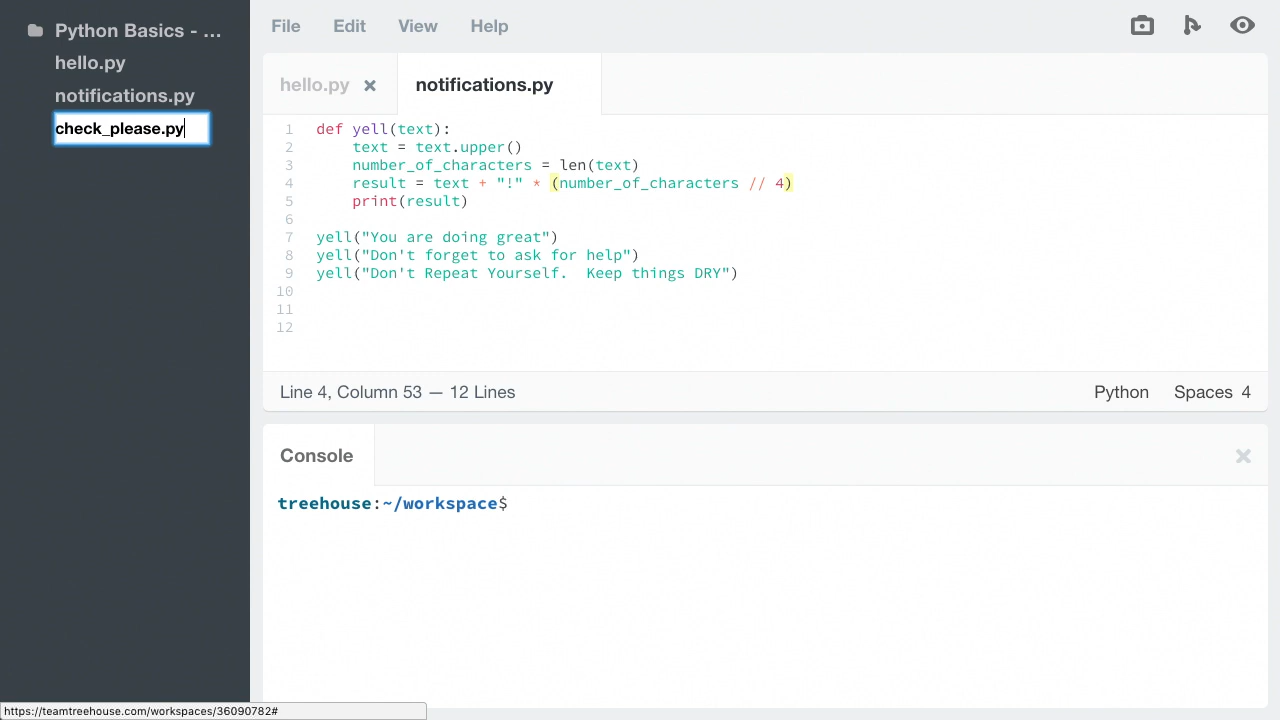 Python Basics - ...
hello.py
notifications.py
check_please.py
File Edit View Help
hello.py × notifications.py
1 def yell(text):
2     text = text.upper()
3     number_of_characters = len(text)
4     result = text + "!" * (number_of_characters // 4)
5     print(result)
6
7 yell("You are doing great")
8 yell("Don't forget to ask for help")
9 yell("Don't Repeat Yourself.  Keep things DRY")
10
11
12
Line 4, Column 53 — 12 Lines Python Spaces 4
Console ×
treehouse:~/workspace$
https://teamtreehouse.com/workspaces/36090782#